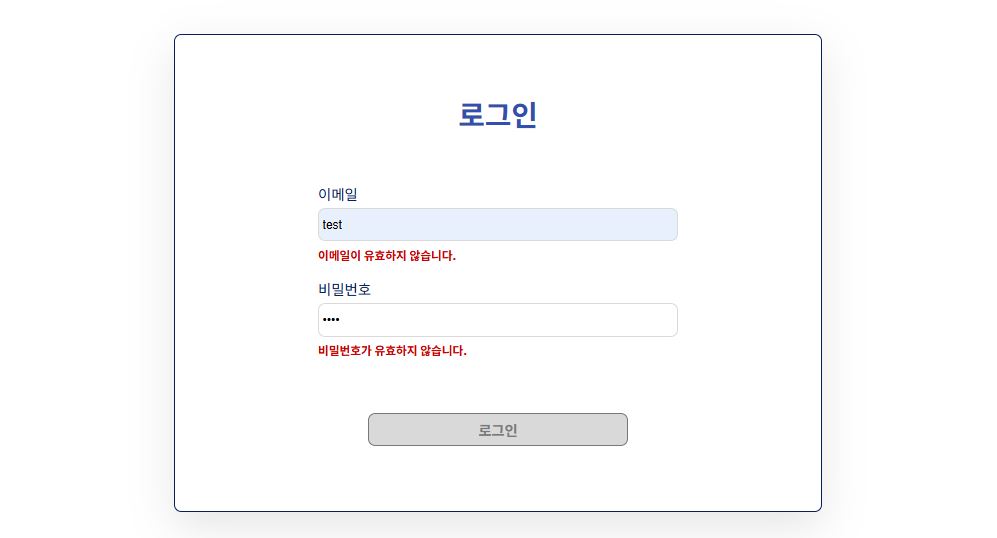 로그인
이메일
test
이메일이 유효하지 않습니다.
비밀번호
••••
비밀번호가 유효하지 않습니다.
로그인